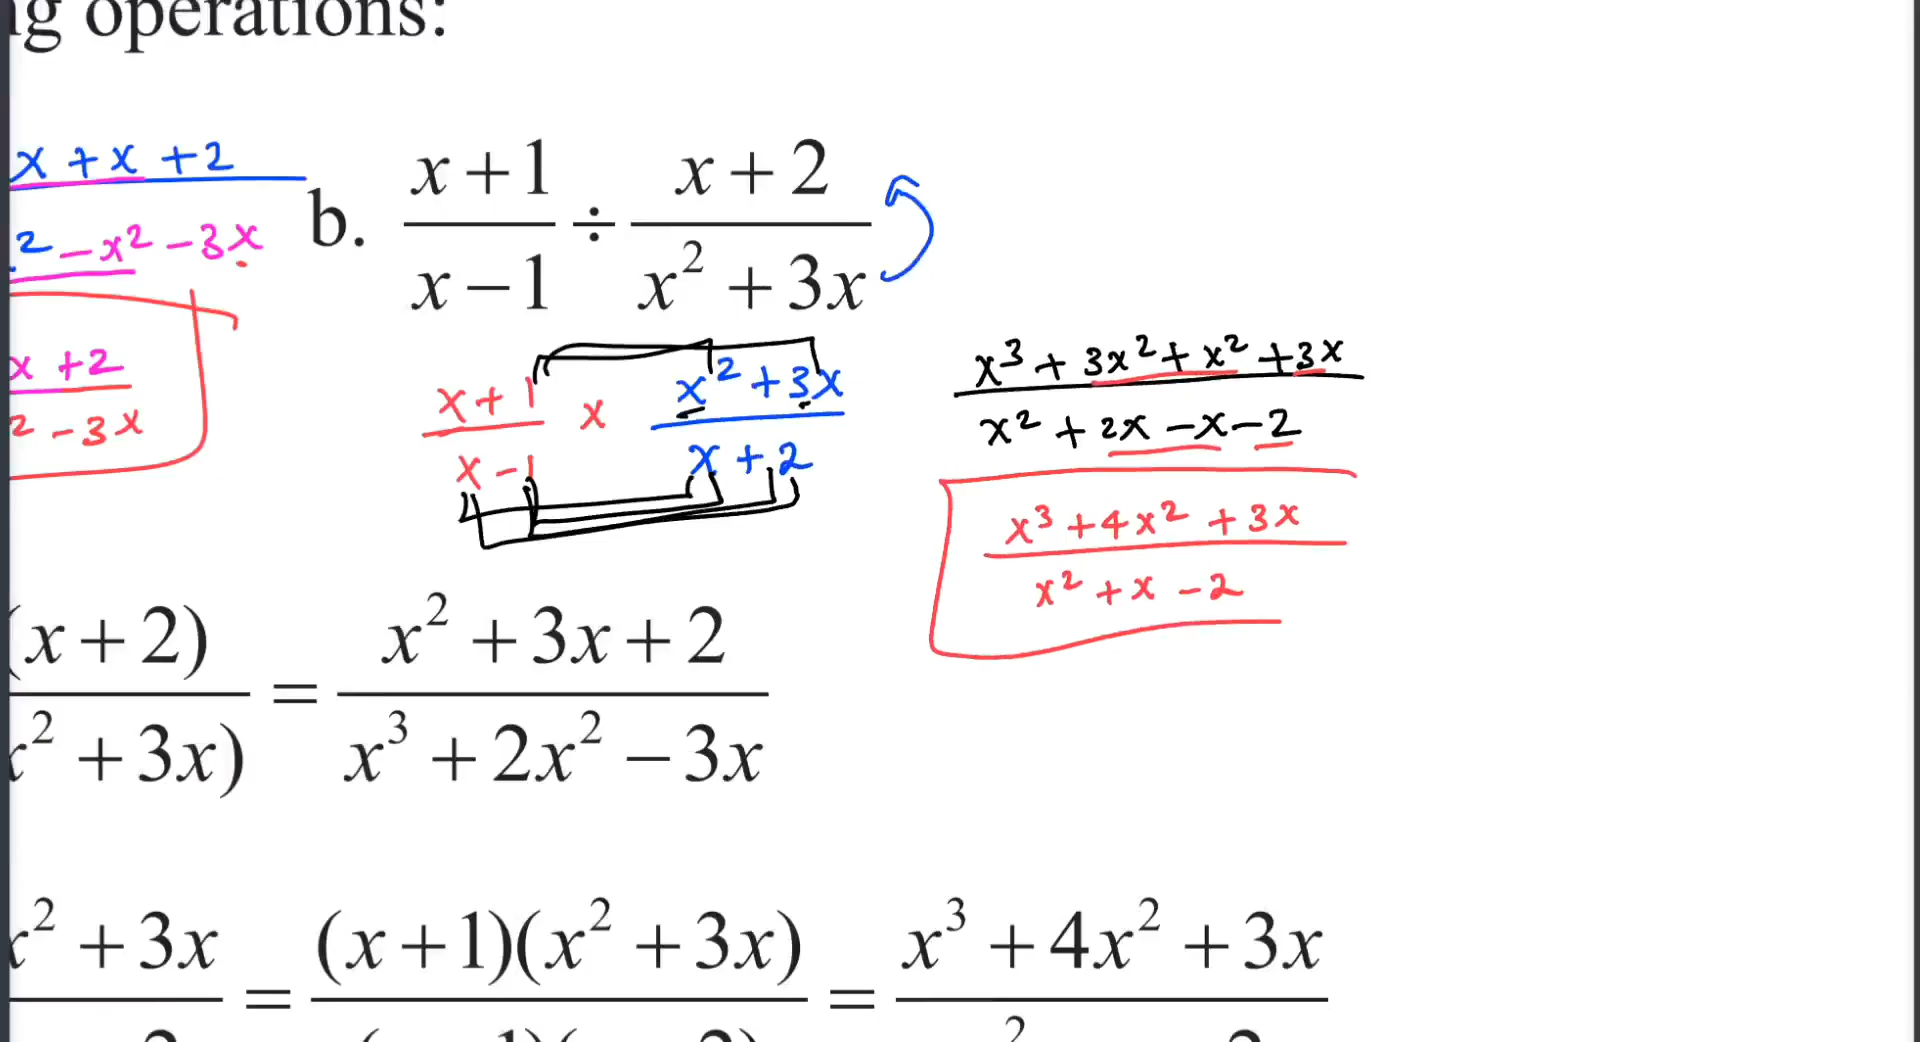 operations:
x + x + 2
2 - x² - 3x
b. x + 1 / x - 1 ÷ x + 2 / x² + 3x
x + 2
2 - 3x
x + 1 / x - 1 x x² + 3x / x + 2
x³ + 3x² + x² + 3x
x² + 2x - x - 2
x³ + 4x² + 3x
x² + x - 2
(x + 2) / x² + 3x) = x² + 3x + 2 / x³ + 2x² - 3x
x² + 3x = (x + 1)(x² + 3x) = x³ + 4x² + 3x